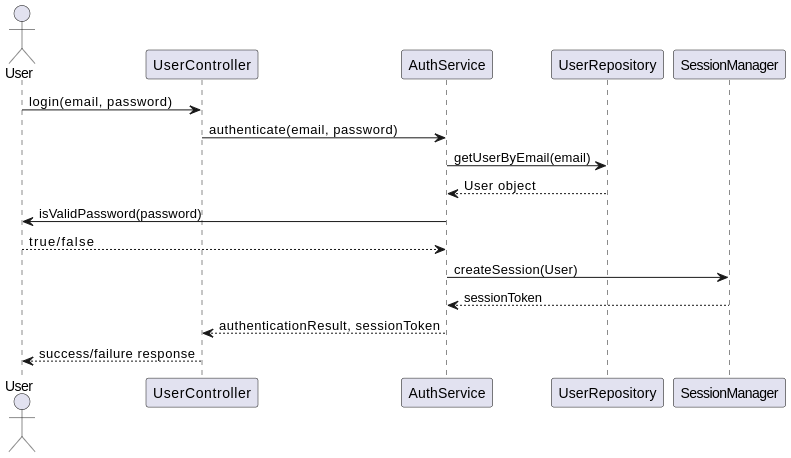 User
UserController
AuthService
UserRepository
SessionManager
login(email, password)
authenticate(email, password)
getUserByEmail(email)
User object
isValidPassword(password)
true/false
createSession(User)
sessionToken
authenticationResult, sessionToken
success/failure response
User
UserController
AuthService
UserRepository
SessionManager